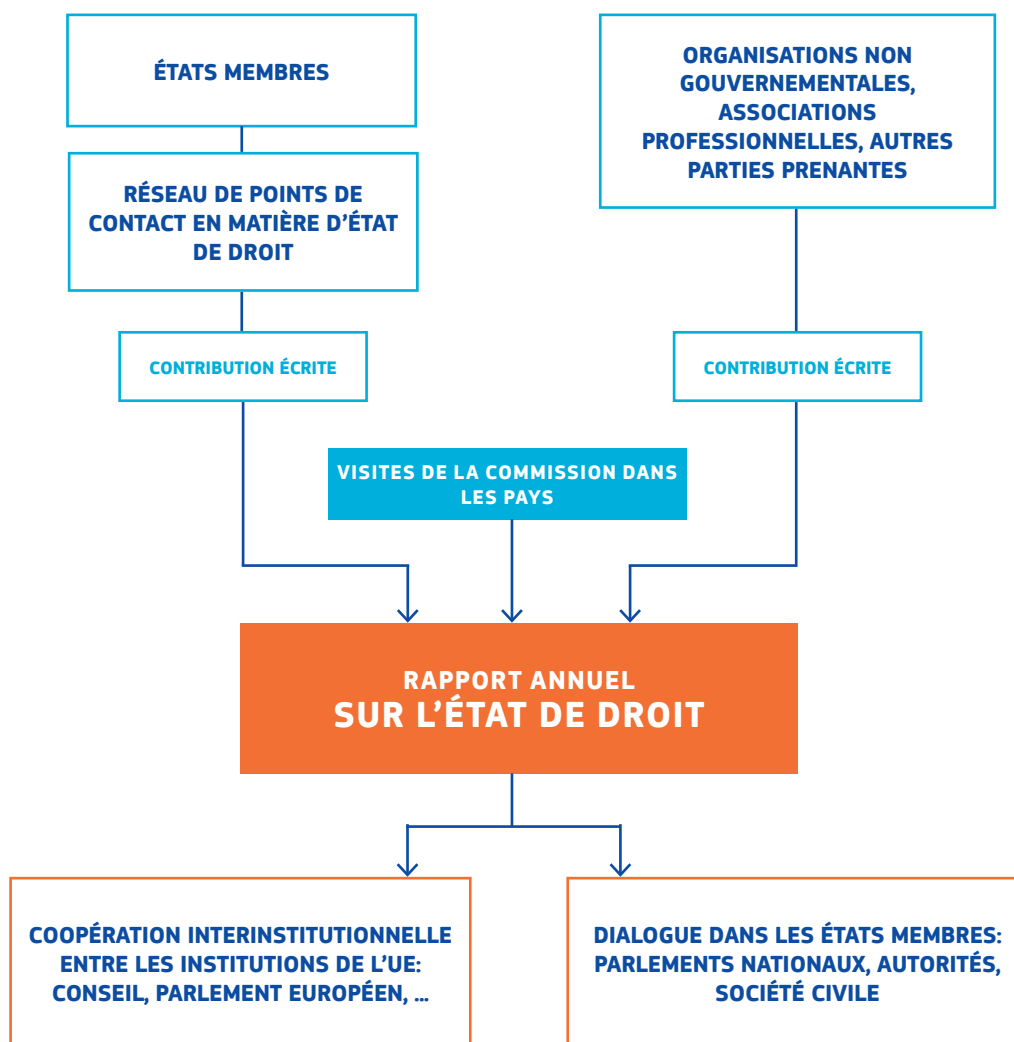 ÉTATS MEMBRES
RÉSEAU DE POINTS DE
CONTACT EN MATIÈRE D'ÉTAT
DE DROIT
CONTRIBUTION ÉCRITE
ORGANISATIONS NON
GOUVERNEMENTALES,
ASSOCIATIONS
PROFESSIONNELLES, AUTRES
PARTIES PRENANTES
CONTRIBUTION ÉCRITE
VISITES DE LA COMMISSION DANS
LES PAYS
RAPPORT ANNUEL
SUR L'ÉTAT DE DROIT
COOPÉRATION INTERINSTITUTIONNELLE
ENTRE LES INSTITUTIONS DE L'UE:
CONSEIL, PARLEMENT EUROPÉEN, ...
DIALOGUE DANS LES ÉTATS MEMBRES:
PARLEMENTS NATIONAUX, AUTORITÉS,
SOCIÉTÉ CIVILE